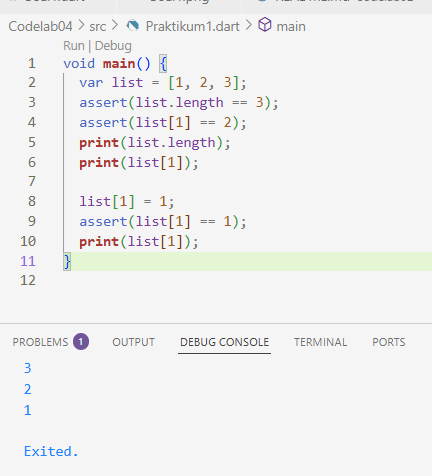 Codelab04 > src > Praktikum1.dart > main
Run | Debug
1 void main() {
2 var list = [1, 2, 3];
3 assert(list.length == 3);
4 assert(list[1] == 2);
5 print(list.length);
6 print(list[1]);
7
8 list[1] = 1;
9 assert(list[1] == 1);
10 print(list[1]);
11 }
12
PROBLEMS 1 OUTPUT DEBUG CONSOLE TERMINAL PORTS
3
2
1
Exited.